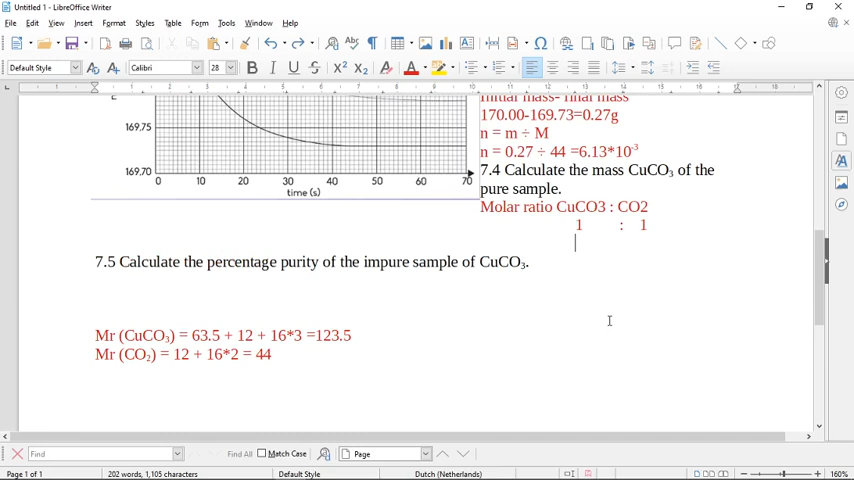 Untitled 1 - LibreOffice Writer
File Edit View Insert Format Styles Table Form Tools Window Help
Default Style Calibri 28
Initial mass- final mass
169.75
169.70
0 10 20 30 40 50 60 70
time (s)
170.00-169.73=0.27g
n = m ÷ M
n = 0.27 ÷ 44 =6.13*10⁻³
7.4 Calculate the mass CuCO₃ of the
pure sample.
Molar ratio CuCO3 : CO2
1 : 1
7.5 Calculate the percentage purity of the impure sample of CuCO₃.
Mr (CuCO₃) = 63.5 + 12 + 16*3 =123.5
Mr (CO₂) = 12 + 16*2 = 44
Find Find All Match Case Page
Page 1 of 1 202 words, 1,105 characters Default Style Dutch (Netherlands) 160%